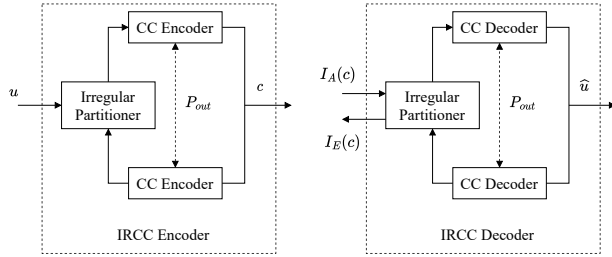 CC Encoder
u
Irregular
Partitioner
P_out
c
CC Encoder
IRCC Encoder
CC Decoder
I_A(c)
I_E(c)
Irregular
Partitioner
P_out
û
CC Decoder
IRCC Decoder